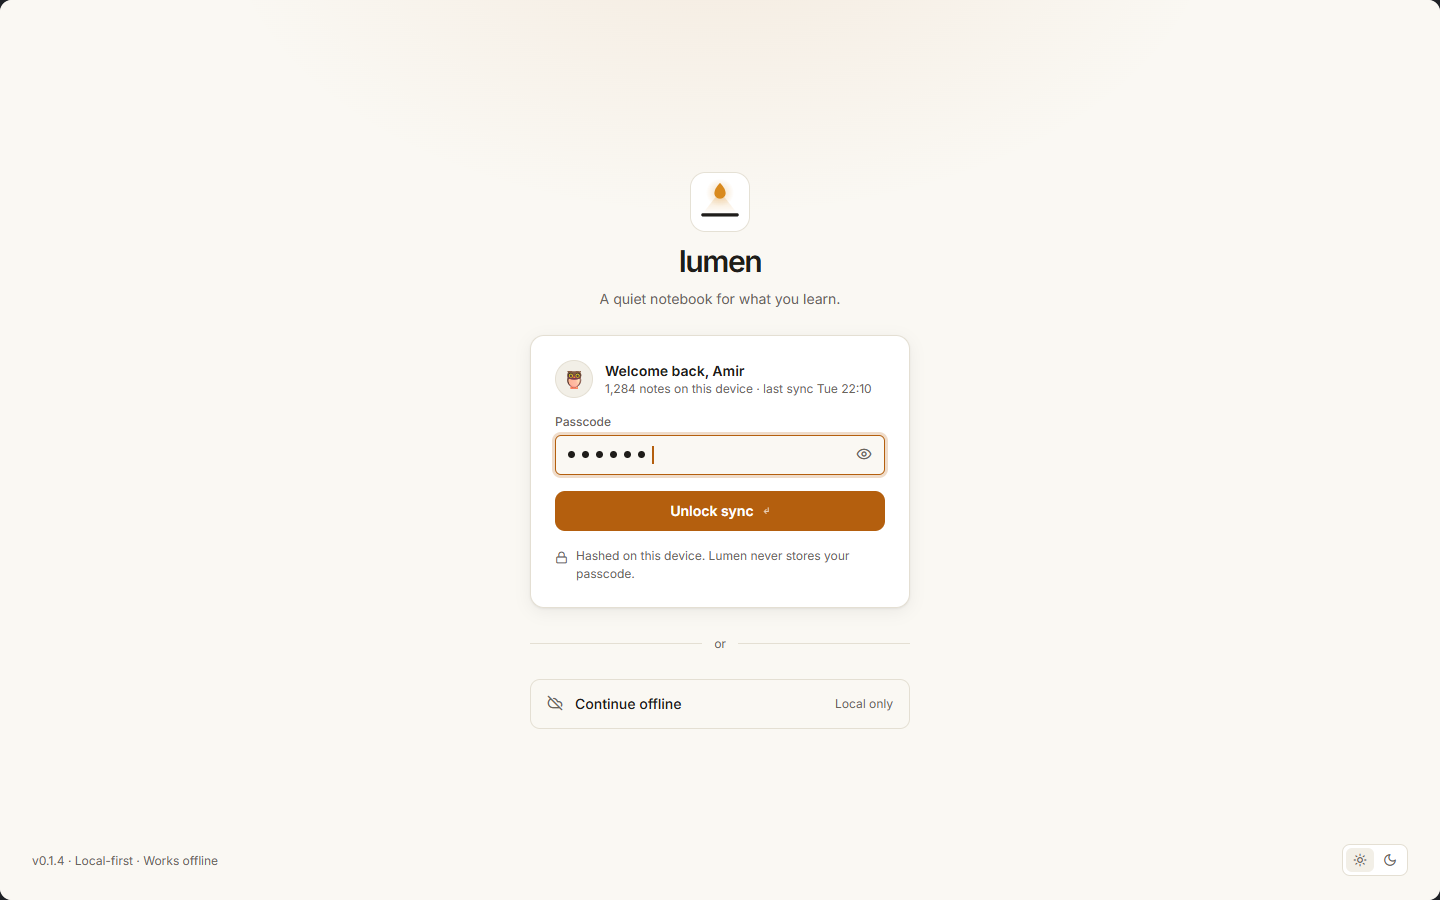 lumen
A quiet notebook for what you learn.
Welcome back, Amir
1,284 notes on this device · last sync Tue 22:10
Passcode
Unlock sync
Hashed on this device. Lumen never stores your
passcode.
or
Continue offline
Local only
v0.1.4 · Local-first · Works offline